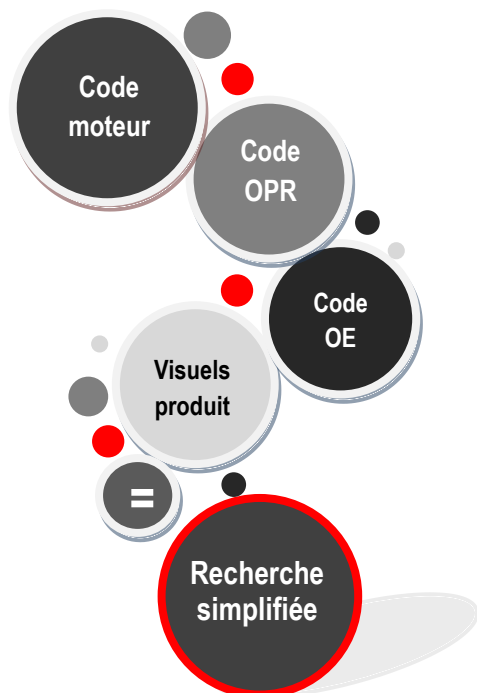 Code
moteur
Code
OPR
Code
OE
Visuels
produit
=
Recherche
simplifiée